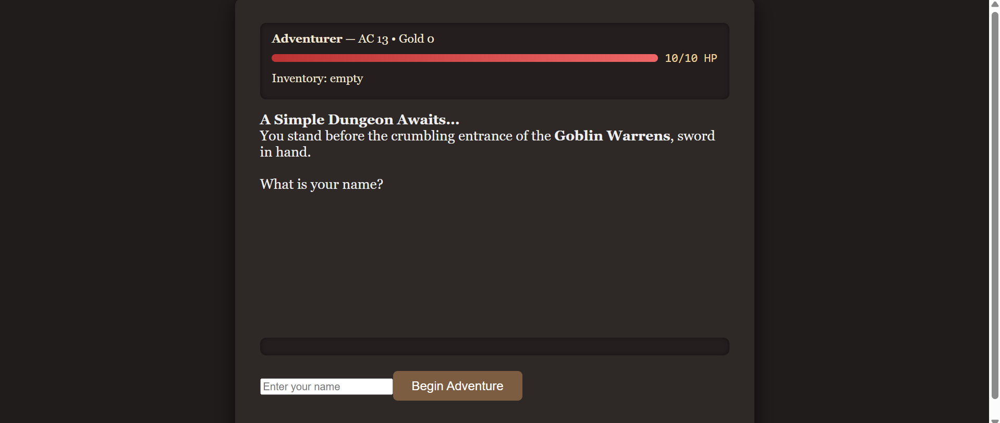 Adventurer — AC 13 • Gold 0
10/10 HP
Inventory: empty
A Simple Dungeon Awaits...
You stand before the crumbling entrance of the Goblin Warrens, sword
in hand.
What is your name?
Enter your name
Begin Adventure